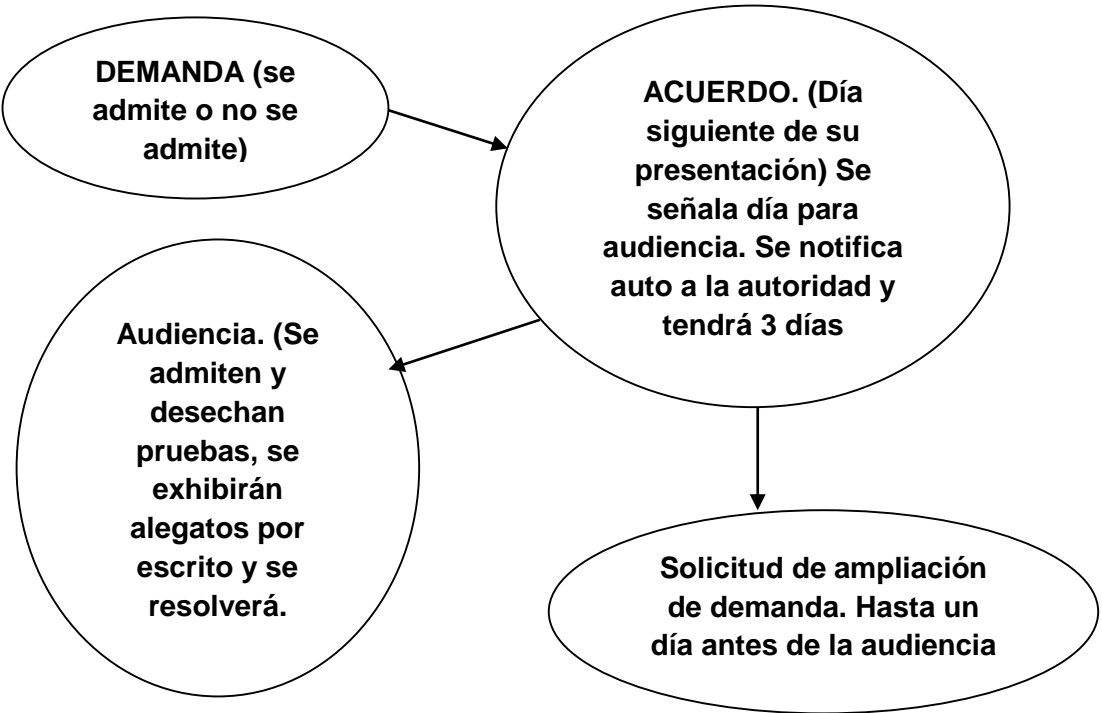 DEMANDA (se
admite o no se
admite)
ACUERDO. (Día
siguiente de su
presentación) Se
señala día para
audiencia. Se notifica
auto a la autoridad y
tendrá 3 días
Audiencia. (Se
admiten y
desechan
pruebas, se
exhibirán
alegatos por
escrito y se
resolverá.
Solicitud de ampliación
de demanda. Hasta un
día antes de la audiencia